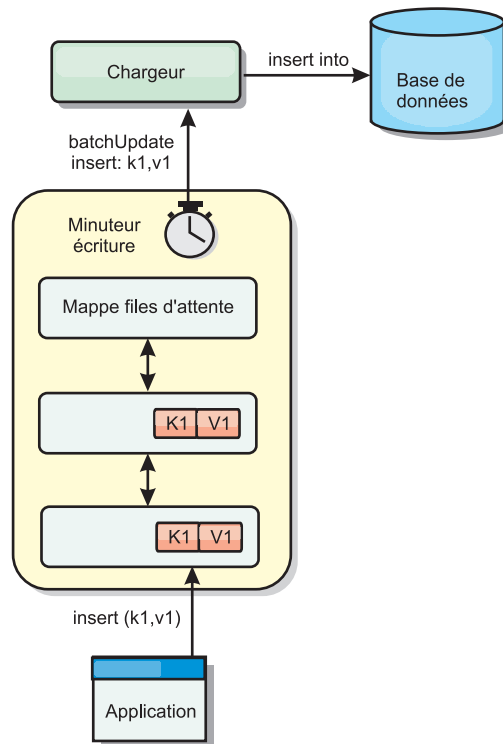 Chargeur
insert into
Base de
données
batchUpdate
insert: k1,v1
Minuteur
écriture
Mappe files d'attente
K1 V1
K1 V1
insert (k1,v1)
Application